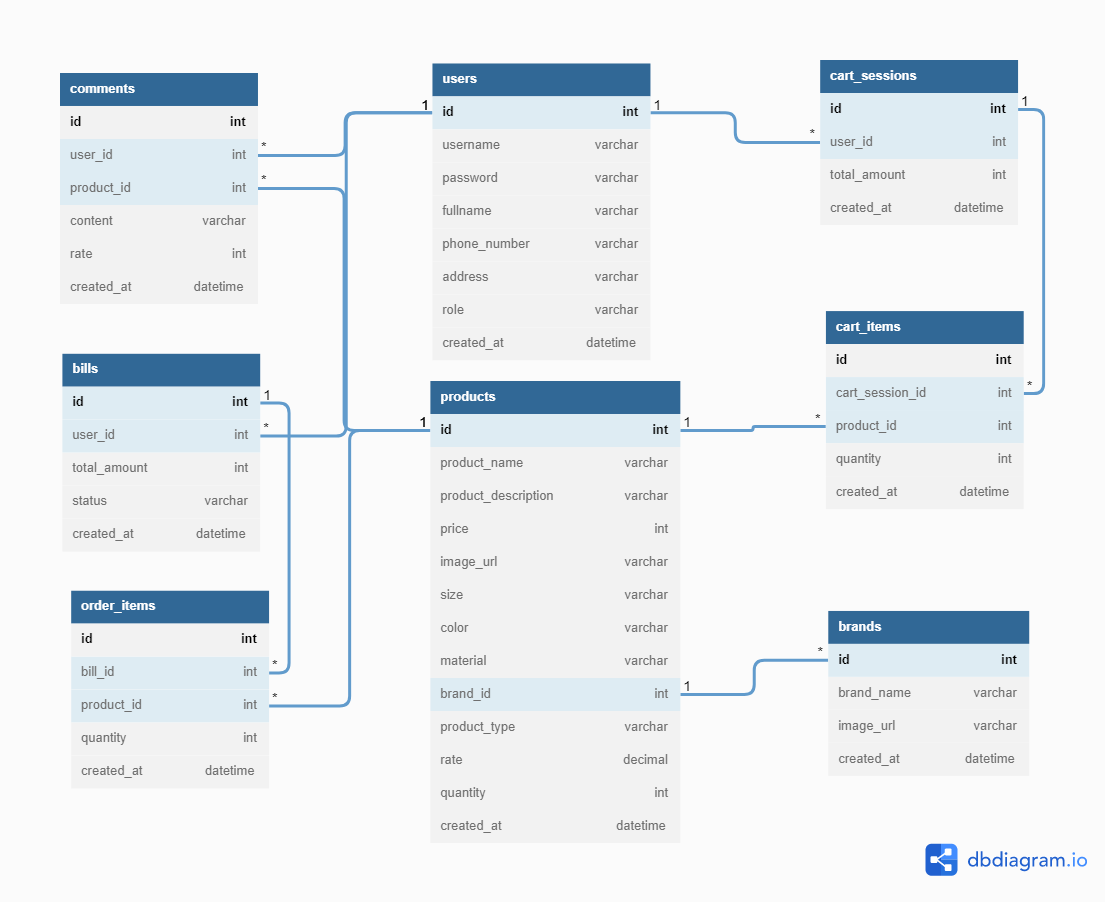 comments
id int
* user_id int
* product_id int
content varchar
rate int
created_at datetime
users
1 id int 1
username varchar
password varchar
fullname varchar
phone_number varchar
address varchar
role varchar
created_at datetime
cart_sessions
id int 1
* user_id int
total_amount int
created_at datetime
bills
id int 1
user_id int *
total_amount int
status varchar
created_at datetime
products
1 id int 1
product_name varchar
product_description varchar
price int
image_url varchar
size varchar
color varchar
material varchar
brand_id int 1
product_type varchar
rate decimal
quantity int
created_at datetime
cart_items
id int
cart_session_id int *
* product_id int
quantity int
created_at datetime
order_items
id int
bill_id int *
product_id int *
quantity int
created_at datetime
brands
* id int
brand_name varchar
image_url varchar
created_at datetime
dbdiagram.io